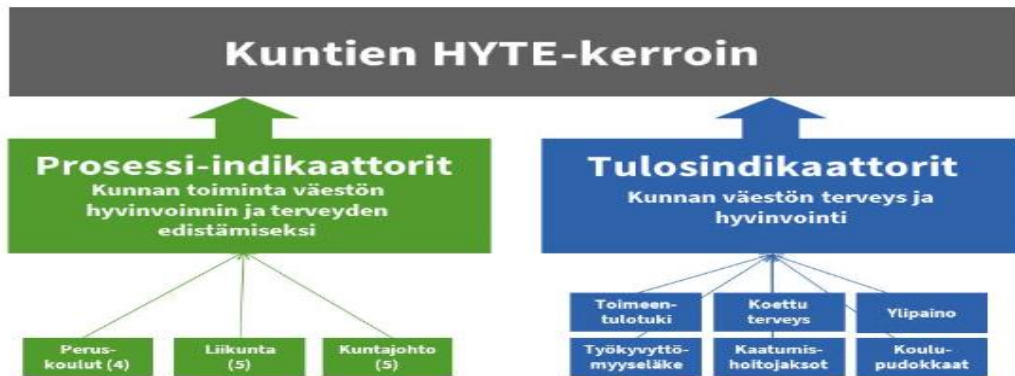 Kuntien HYTE-kerroin
Prosessi-indikaattorit
Kunnan toiminta väestön
hyvinvoinnin ja terveyden
edistämiseksi
Tulosindikaattorit
Kunnan väestön terveys ja
hyvinvointi
Perus-
koulut (4)
Liikunta
(5)
Kuntajohto
(5)
Toimeen-
tulotuki
Koettu
terveys
Ylipaino
Työkyvyttö-
myyseläke
Kaatumis-
hoitojaksot
Koulu-
pudokkaat